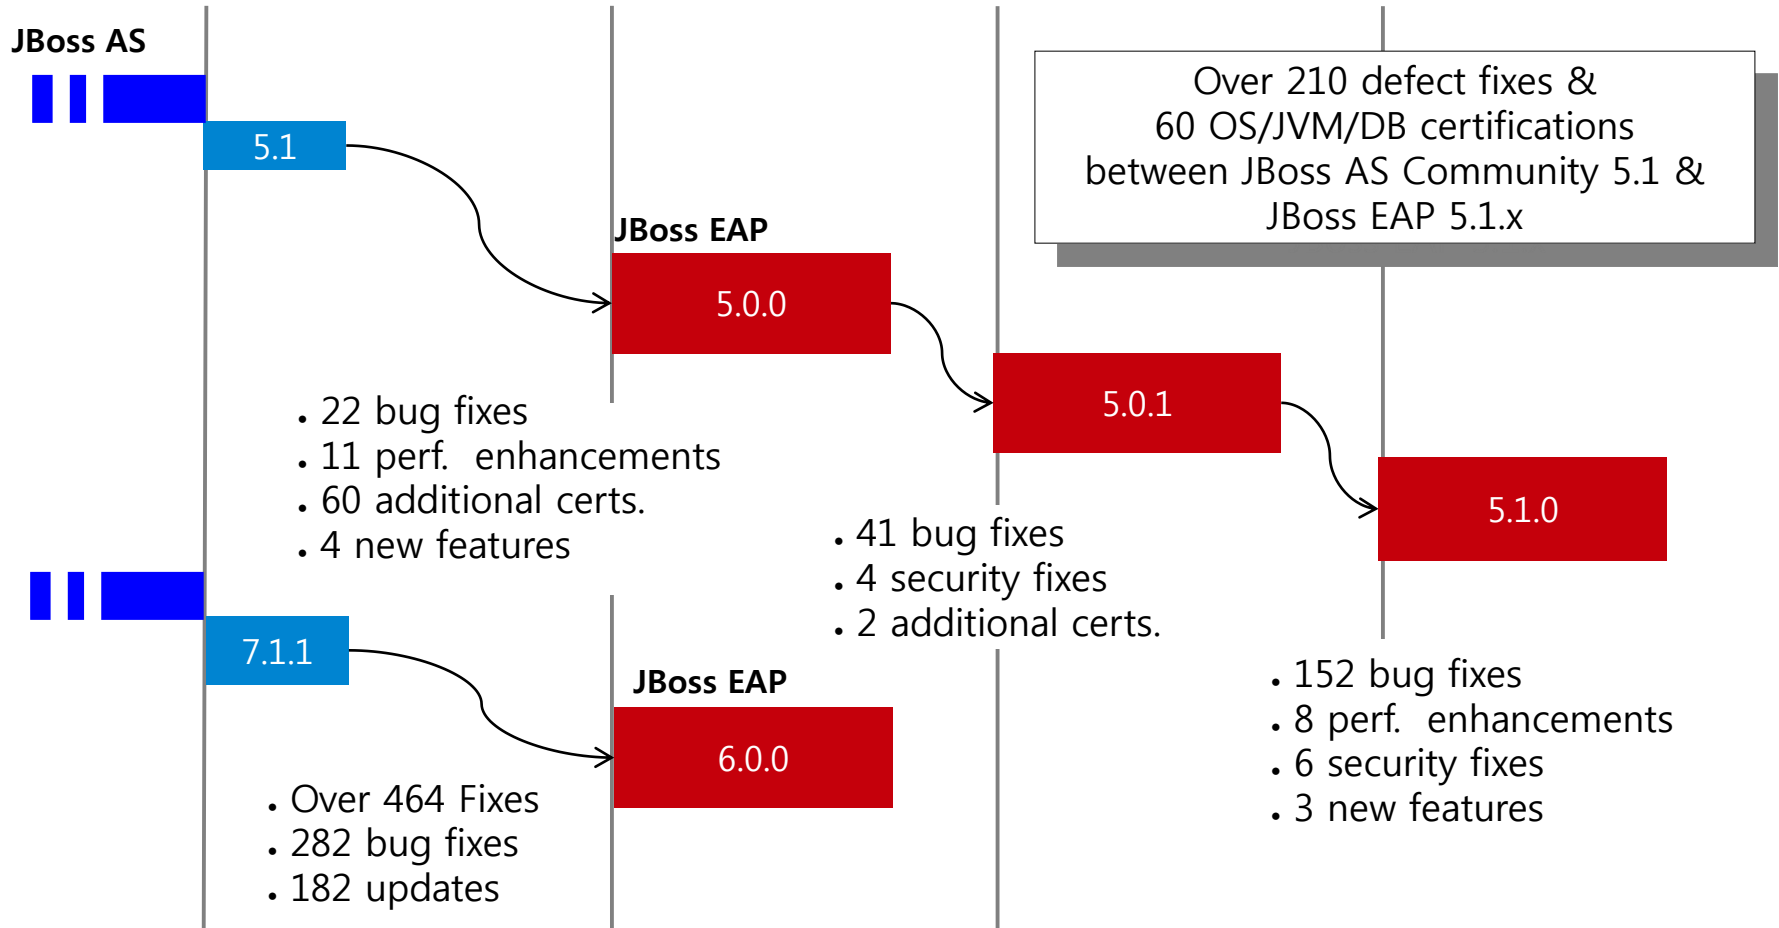 JBoss AS
5.1
Over 210 defect fixes &
60 OS/JVM/DB certifications
between JBoss AS Community 5.1 &
JBoss EAP 5.1.x
JBoss EAP
5.0.0
5.0.1
5.1.0
• 22 bug fixes
• 11 perf.  enhancements
• 60 additional certs.
• 4 new features
• 41 bug fixes
• 4 security fixes
• 2 additional certs.
• 152 bug fixes
• 8 perf.  enhancements
• 6 security fixes
• 3 new features
7.1.1
JBoss EAP
6.0.0
• Over 464 Fixes
• 282 bug fixes
• 182 updates